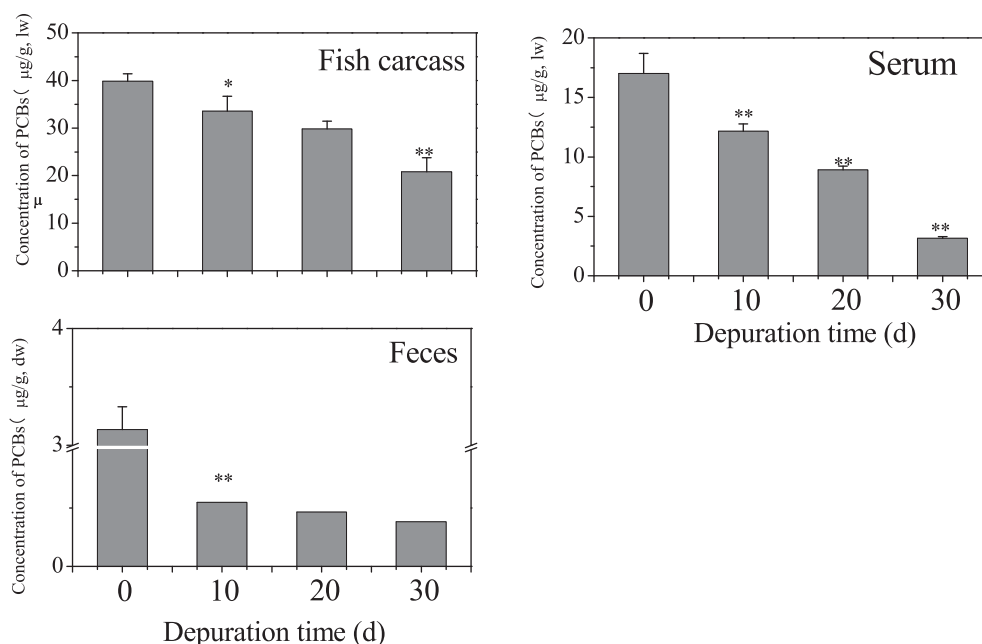 Concentration of PCBs( μg/g, lw)
μ
50
40
30
20
10
0
Fish carcass
*
**
Concentration of PCBs( μg/g, lw)
20
15
10
5
0
Serum
**
**
**
0 10 20 30
Depuration time (d)
Concentration of PCBs( μg/g, dw)
4
3
0
Feces
**
0 10 20 30
Depuration time (d)